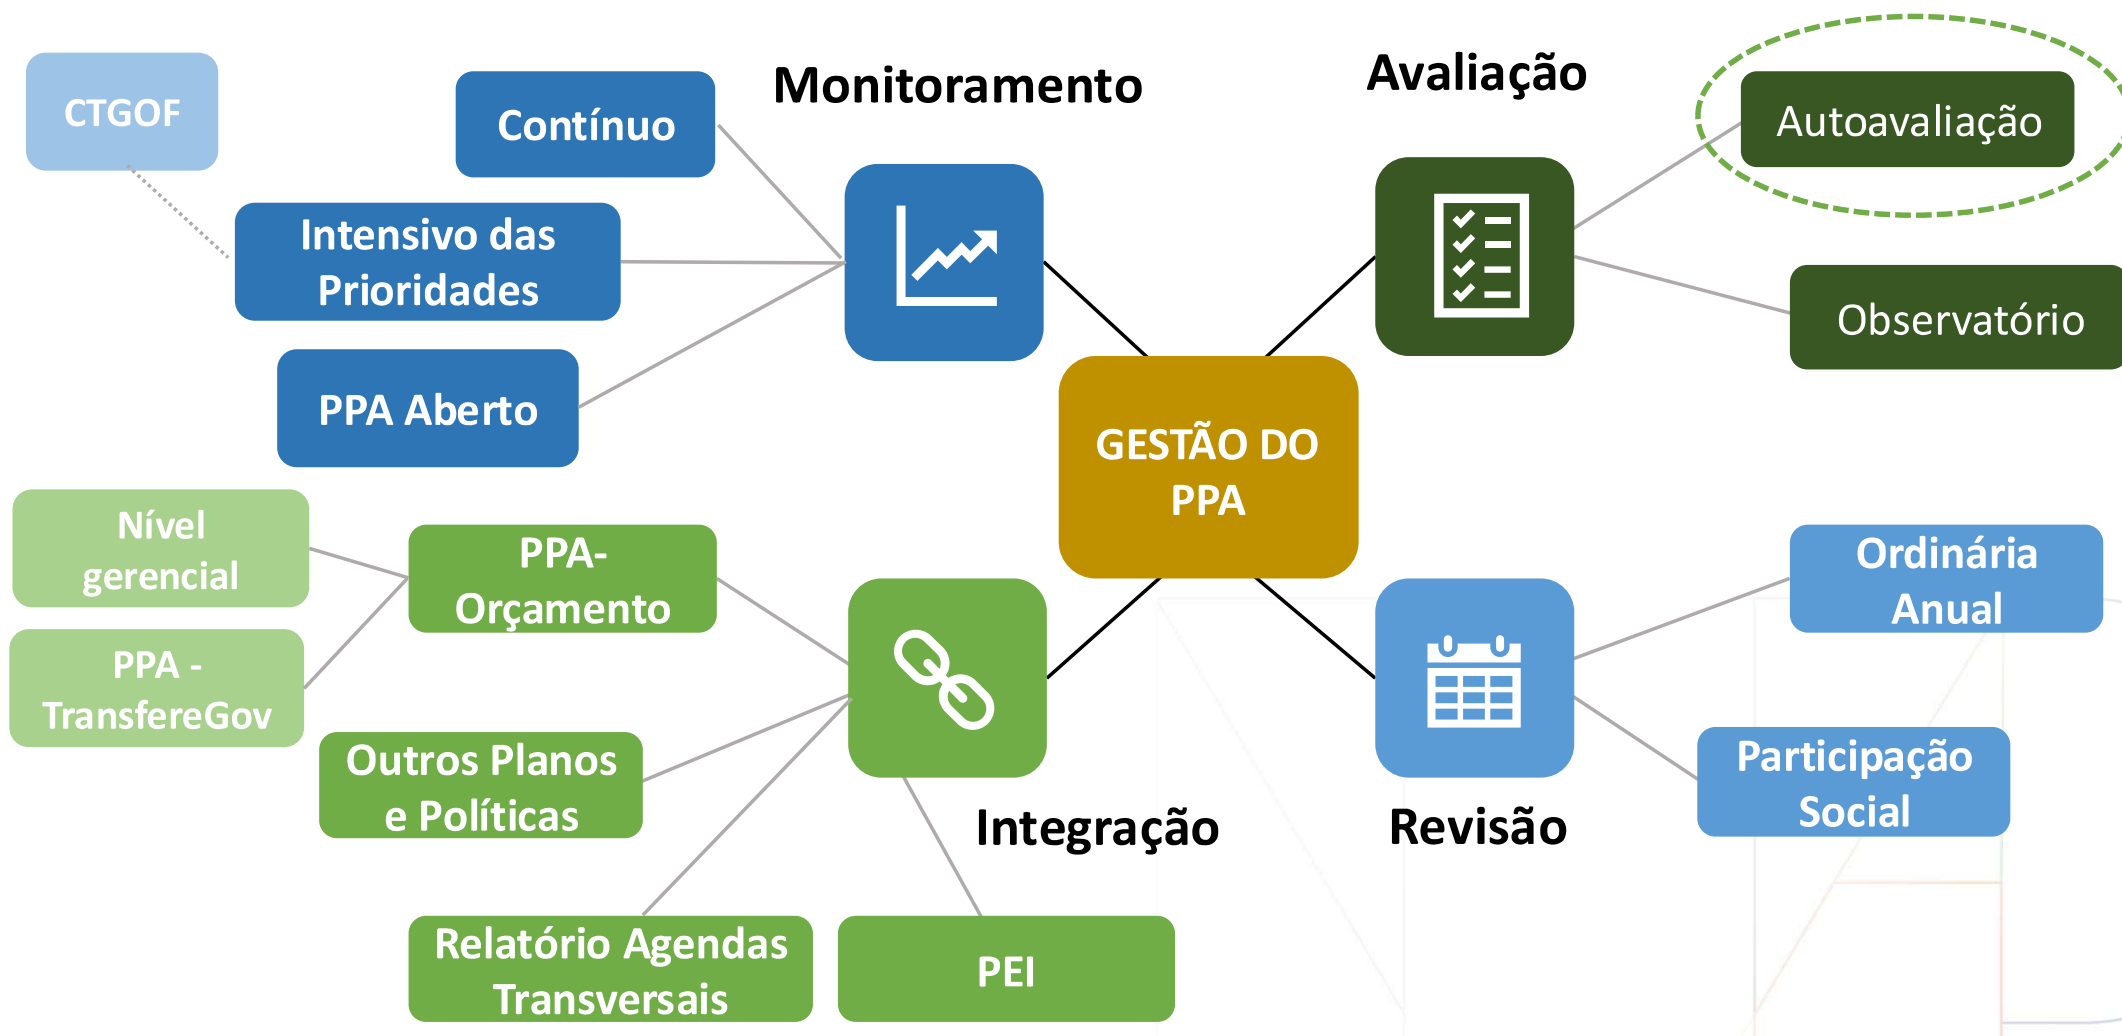 Monitoramento
CTGOF
Contínuo
Intensivo das
Prioridades
PPA Aberto
Avaliação
Autoavaliação
Observatório
GESTÃO DO
PPA
Nível
gerencial
PPA -
TransfereGov
PPA-
Orçamento
Outros Planos
e Políticas
Relatório Agendas
Transversais
PEI
Integração
Revisão
Ordinária
Anual
Participação
Social